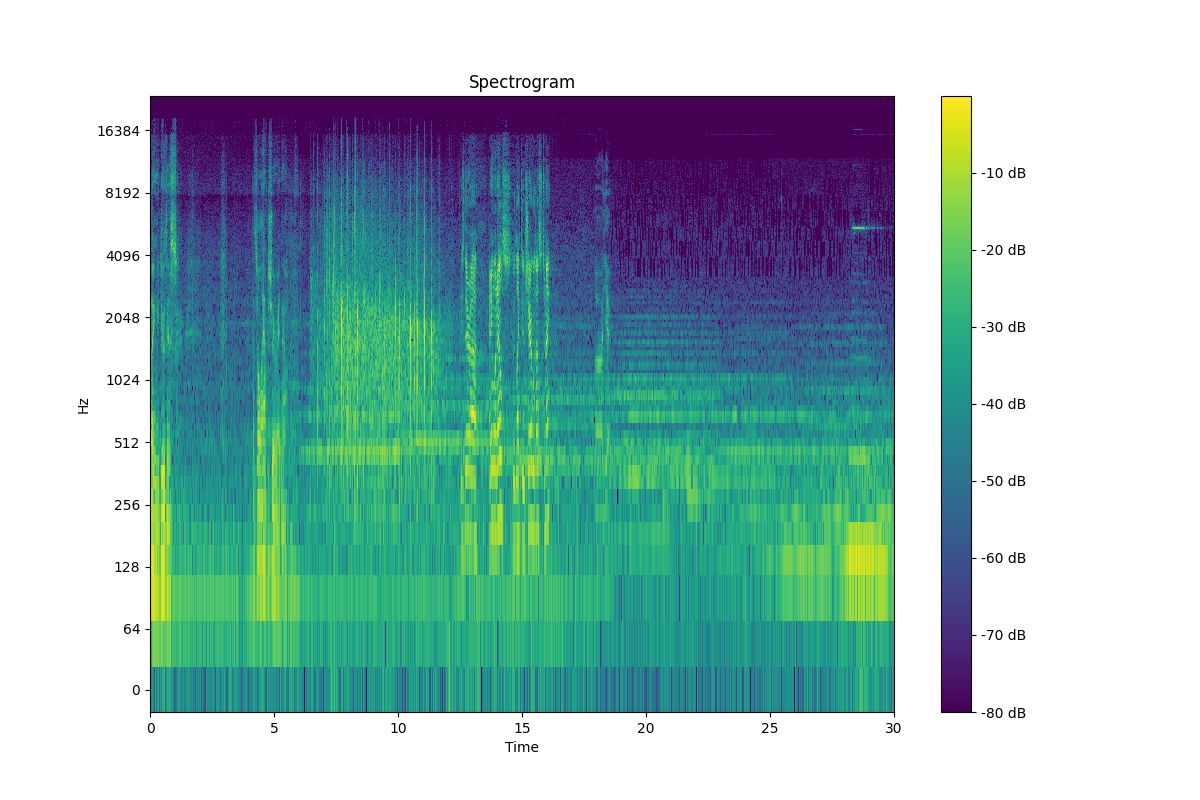 Spectrogram
16384
8192
4096
2048
1024
512
256
128
64
0
Hz
0 5 10 15 20 25 30
Time
-10 dB
-20 dB
-30 dB
-40 dB
-50 dB
-60 dB
-70 dB
-80 dB